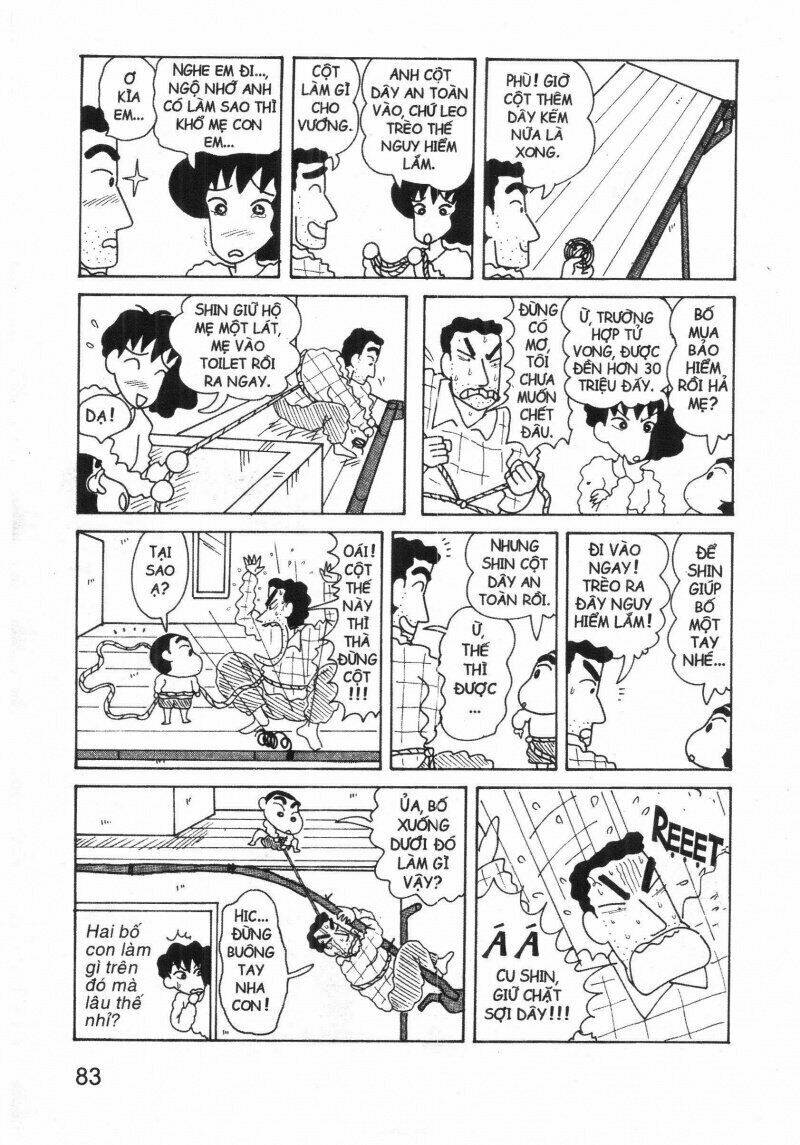 PHÙ! GIỜ
CỘT THÊM
DÂY KẼM
NỮA LÀ
XONG.
ANH CỘT
DÂY AN TOÀN
VÀO, CHỨ LEO
TRÈO THẾ
NGUY HIỂM
LẮM.
CỘT
LÀM GÌ
CHO
VƯỚNG.
NGHE EM ĐI...,
NGỘ NHỠ ANH
CÓ LÀM SAO THÌ
KHỔ MẸ CON
EM...
Ơ
KÌA
EM...
BỐ
MUA
BẢO
HIỂM
RỒI HẢ
MẸ?
Ừ, TRƯỜNG
HỢP TỬ
VONG, ĐƯỢC
ĐỀN HƠN 30
TRIỆU ĐẤY.
ĐỪNG
CÓ
MƠ,
TÔI
CHƯA
MUỐN
CHẾT
ĐÂU.
SHIN GIỮ HỘ
MẸ MỘT LÁT,
MẸ VÀO
TOILET RỒI
RA NGAY.
DẠ!
ĐỂ
SHIN
GIÚP
BỐ
MỘT
TAY
NHÉ...
ĐI VÀO
NGAY!
TRÈO RA
ĐÂY NGUY
HIỂM LẮM!
NHƯNG
SHIN CỘT
DÂY AN
TOÀN RỒI.
Ừ,
THẾ
THÌ
ĐƯỢC
...
OÁI!
CỘT
THẾ
NÀY
THÌ
THÀ
ĐỪNG
CỘT
!!!
TẠI
SAO
Ạ?
RẸẸẸT
Á Á
CU SHIN,
GIỮ CHẶT
SỢI DÂY!!!
ỦA, BỐ
XUỐNG
DƯỚI ĐÓ
LÀM GÌ
VẬY?
HIC...
ĐỪNG
BUÔNG
TAY
NHA
CON!
Hai bố
con làm
gì trên
đó mà
lâu thế
nhỉ?
83